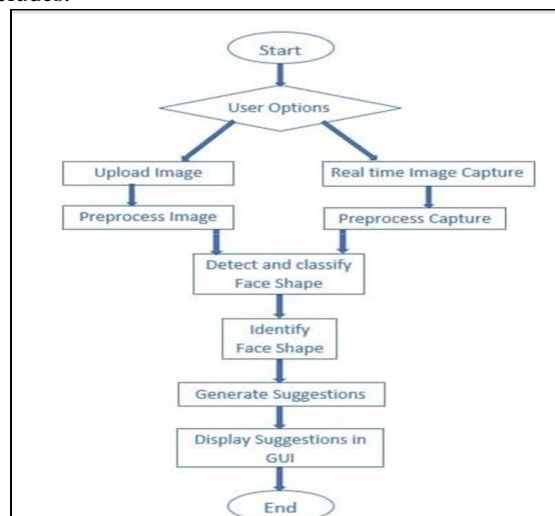 Start
User Options
Upload Image
Real time Image Capture
Preprocess Image
Preprocess Capture
Detect and classify
Face Shape
Identify
Face Shape
Generate Suggestions
Display Suggestions in
GUI
End